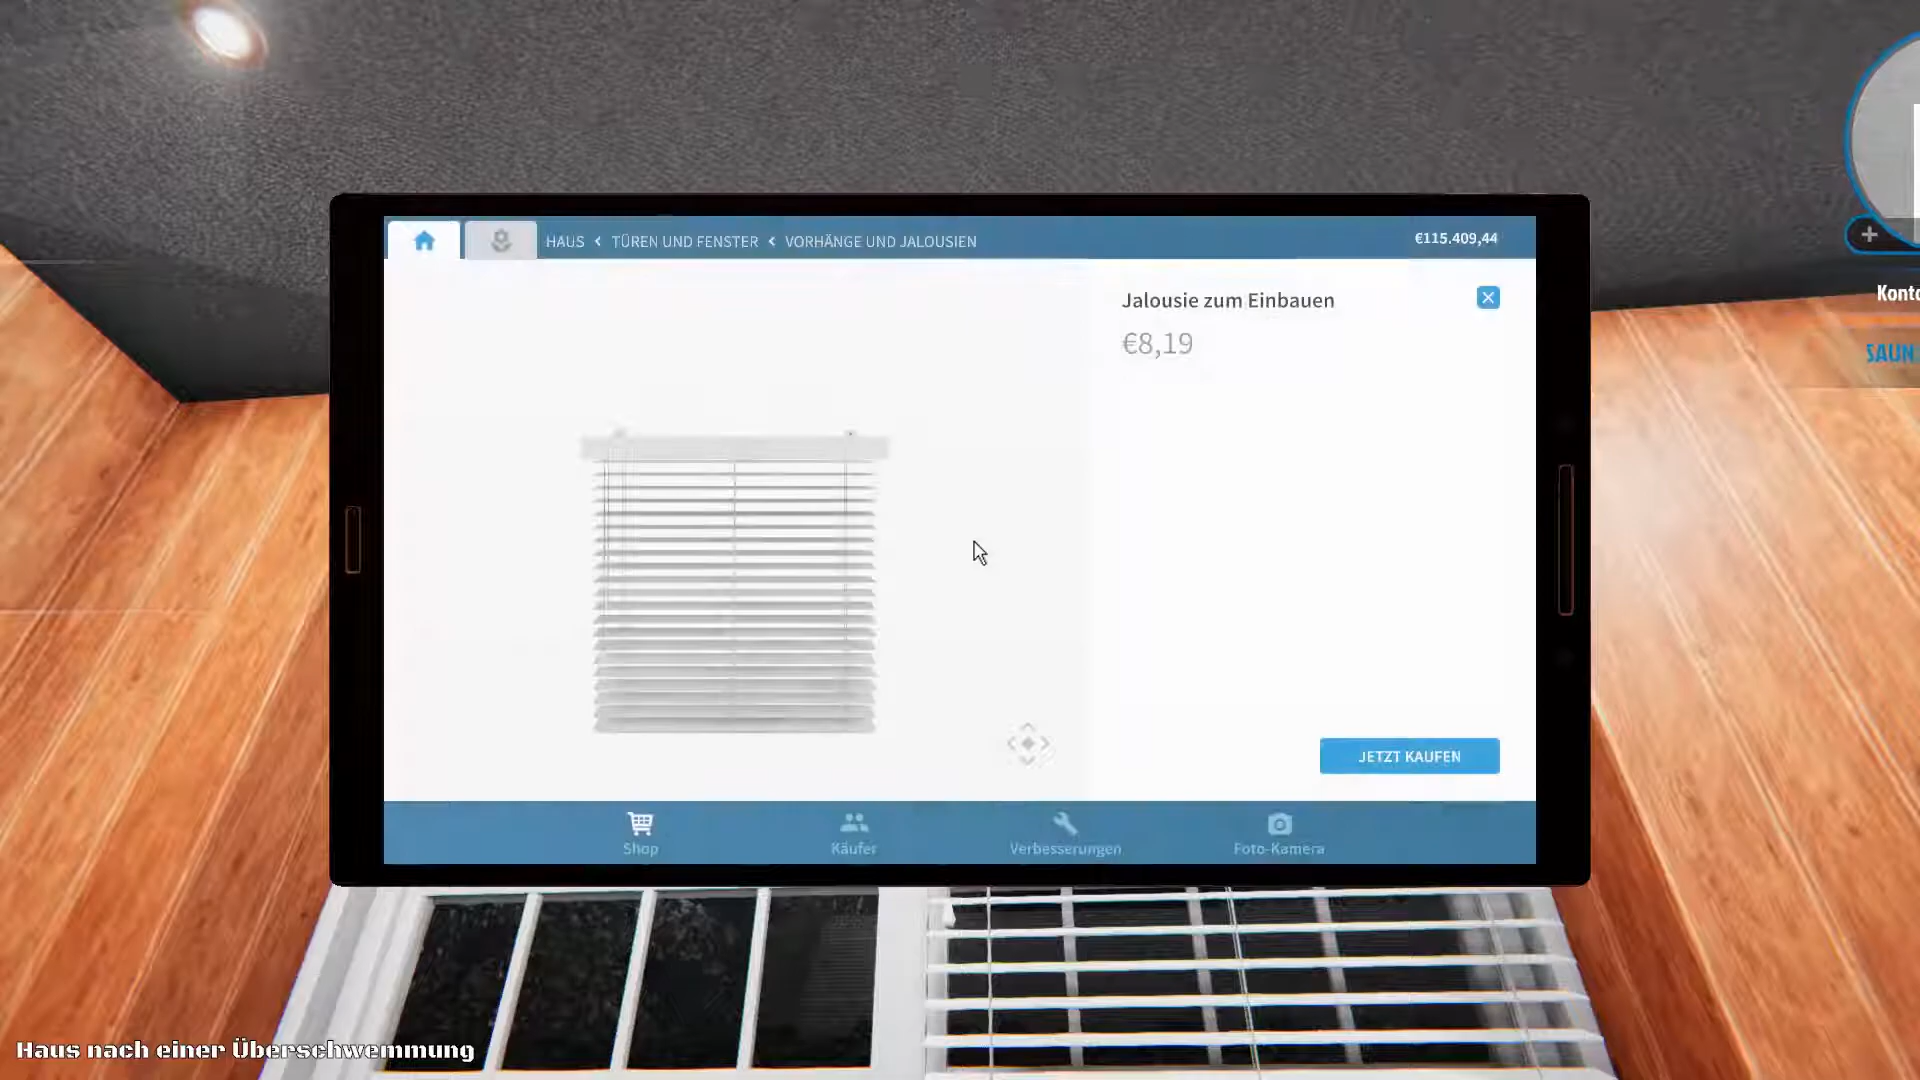 HAUS < TÜREN UND FENSTER < VORHÄNGE UND JALOUSIEN
€115.409,44
Jalousie zum Einbauen
€8,19
JETZT KAUFEN
Shop
Käufer
Verbesserungen
Foto-Kamera
Haus nach einer Überschwemmung